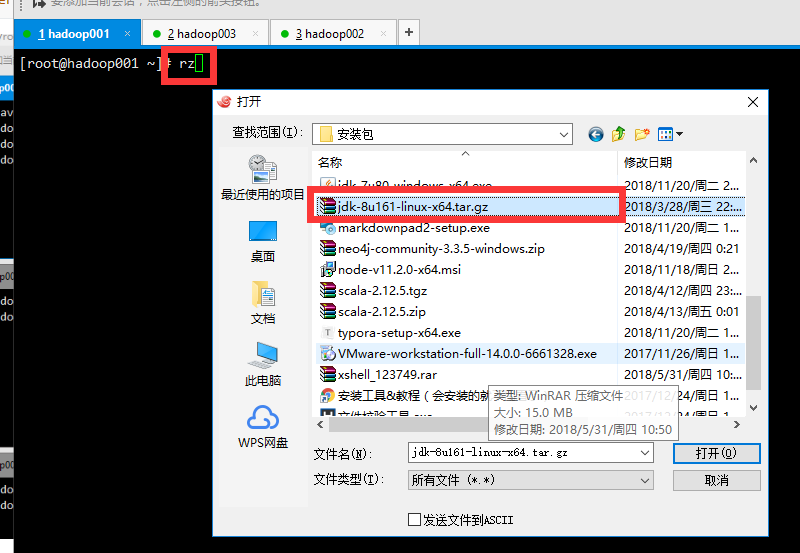 要添加当前会话，点击左侧的箭头按钮。
1 hadoop001 ×
2 hadoop003 ×
3 hadoop002 ×
+
[root@hadoop001 ~]# rz
打开
查找范围(I):
安装包
名称
修改日期
最近使用的项目
桌面
文档
此电脑
WPS网盘
jdk-7u80-windows-x64.exe 2018/11/20/周二 2...
jdk-8u161-linux-x64.tar.gz 2018/3/28/周三 22:...
markdownpad2-setup.exe 2018/11/20/周二 1...
neo4j-community-3.3.5-windows.zip 2018/4/19/周四 0:21
node-v11.2.0-x64.msi 2018/11/18/周日 2...
scala-2.12.5.tgz 2018/4/12/周四 23:...
scala-2.12.5.zip 2018/4/13/周五 0:01
typora-setup-x64.exe 2018/11/20/周二 1...
VMware-workstation-full-14.0.0-6661328.exe 2017/11/26/周日 1...
xshell_123749.rar 2018/5/31/周四 10:...
安装工具&教程（会安装的就
2017/12/24/周日 1...
文件校验工具.exe
类型: WinRAR 压缩文件
大小: 15.0 MB
修改日期: 2018/5/31/周四 10:50
文件名(N):
jdk-8u161-linux-x64.tar.gz
打开(O)
文件类型(T):
所有文件 (*.*)
取消
发送文件到ASCII